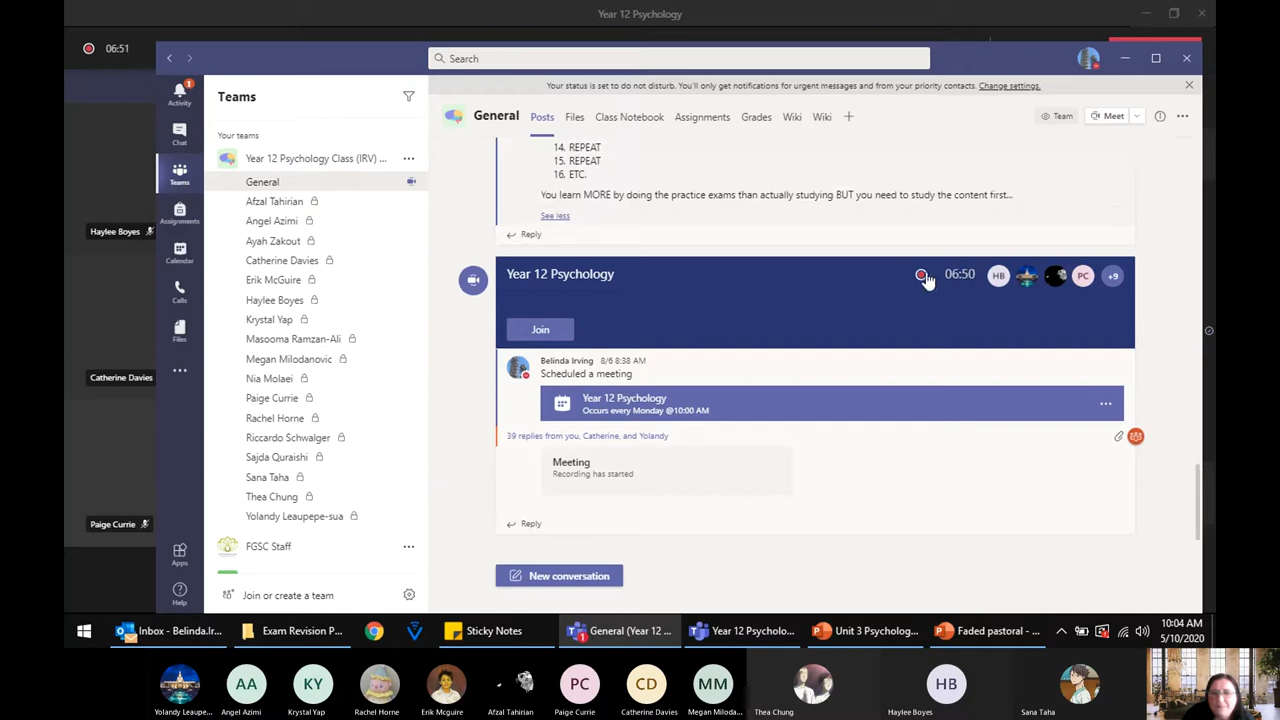 Year 12 Psychology
06:51
Search
Your status is set to do not disturb. You'll only get notifications for urgent messages and from your priority contacts. Change settings.
Activity
1
Chat
Teams
Assignments
Calendar
Calls
Files
Apps
Help
Teams
Your teams
Year 12 Psychology Class (IRV) ...
General
Afzal Tahirian
Angel Azimi
Ayah Zakout
Catherine Davies
Erik McGuire
Haylee Boyes
Krystal Yap
Masooma Ramzan-Ali
Megan Milodanovic
Nia Molaei
Paige Currie
Rachel Horne
Riccardo Schwalger
Sajda Quraishi
Sana Taha
Thea Chung
Yolandy Leaupepe-sua
FGSC Staff
Join or create a team
General Posts Files Class Notebook Assignments Grades Wiki Wiki
Team Meet
14. REPEAT
15. REPEAT
16. ETC.
You learn MORE by doing the practice exams than actually studying BUT you need to study the content first...
See less
Reply
Year 12 Psychology 06:50 HB PC +9
Join
Belinda Irving 8/6 8:38 AM
Scheduled a meeting
Year 12 Psychology
Occurs every Monday @10:00 AM
39 replies from you, Catherine, and Yolandy
Meeting
Recording has started
Reply
New conversation
Haylee Boyes
Catherine Davies
Paige Currie
Inbox - Belinda.Ir... Exam Revision P... Sticky Notes General (Year 12 ... Year 12 Psycholo... Unit 3 Psycholog... Faded pastoral - ...
1
10:04 AM
5/10/2020
AA KY PC CD MM HB
Yolandy Leaupe... Angel Azimi Krystal Yap Rachel Horne Erik Mcguire Afzal Tahirian Paige Currie Catherine Davies Megan Miloda... Thea Chung Haylee Boyes Sana Taha